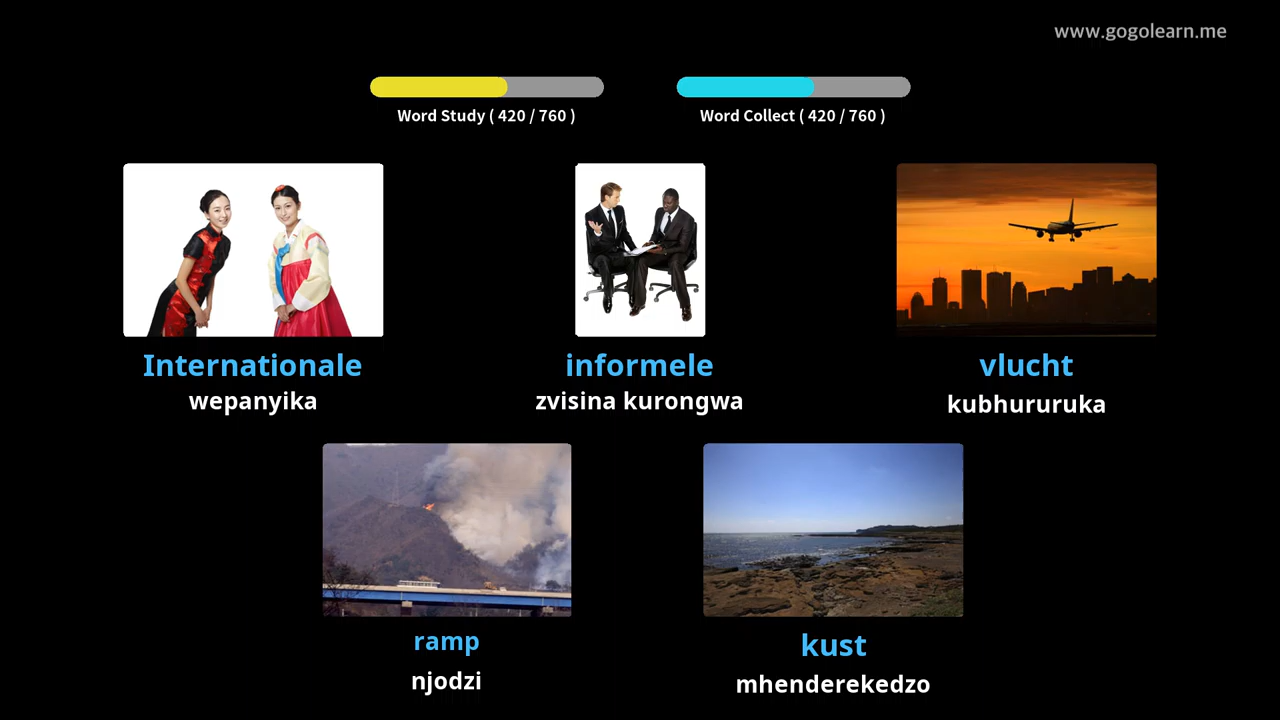 www.gogolearn.me
Word Study ( 420 / 760 )
Word Collect ( 420 / 760 )
Internationale
wepanyika
informele
zvisina kurongwa
vlucht
kubhururuka
ramp
njodzi
kust
mhenderekedzo